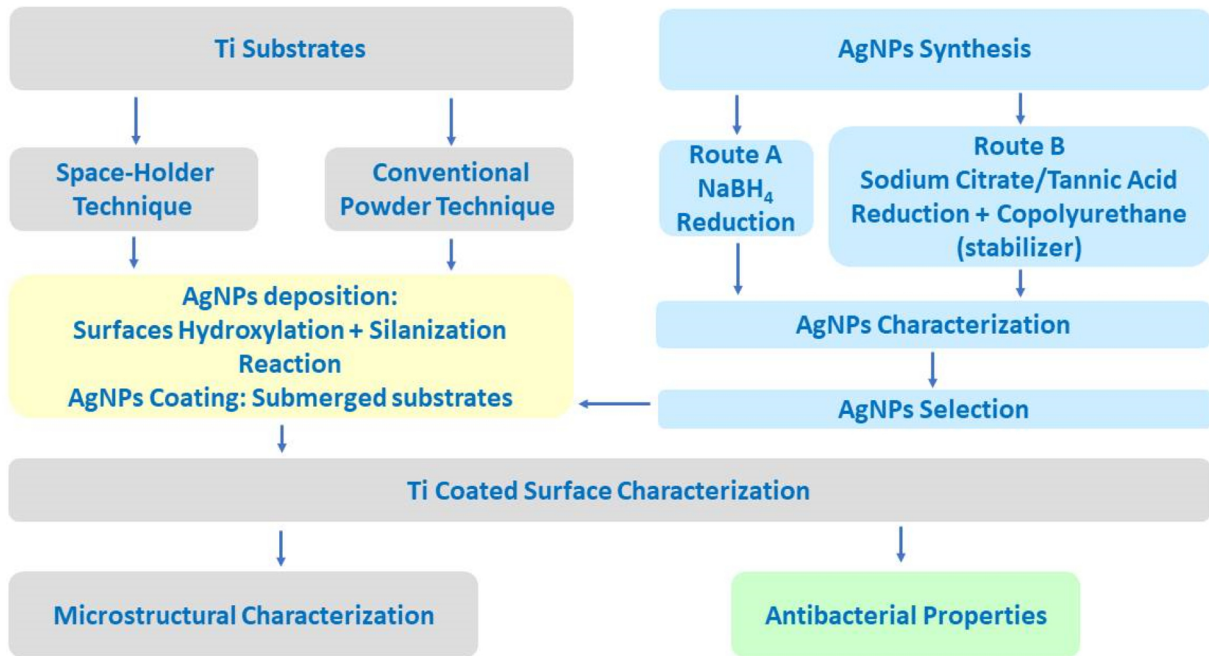 Ti Substrates
AgNPs Synthesis
Space-Holder
Technique
Conventional
Powder Technique
Route A
NaBH₄
Reduction
Route B
Sodium Citrate/Tannic Acid
Reduction + Copolyurethane
(stabilizer)
AgNPs deposition:
Surfaces Hydroxylation + Silanization
Reaction
AgNPs Coating: Submerged substrates
AgNPs Characterization
AgNPs Selection
Ti Coated Surface Characterization
Microstructural Characterization
Antibacterial Properties